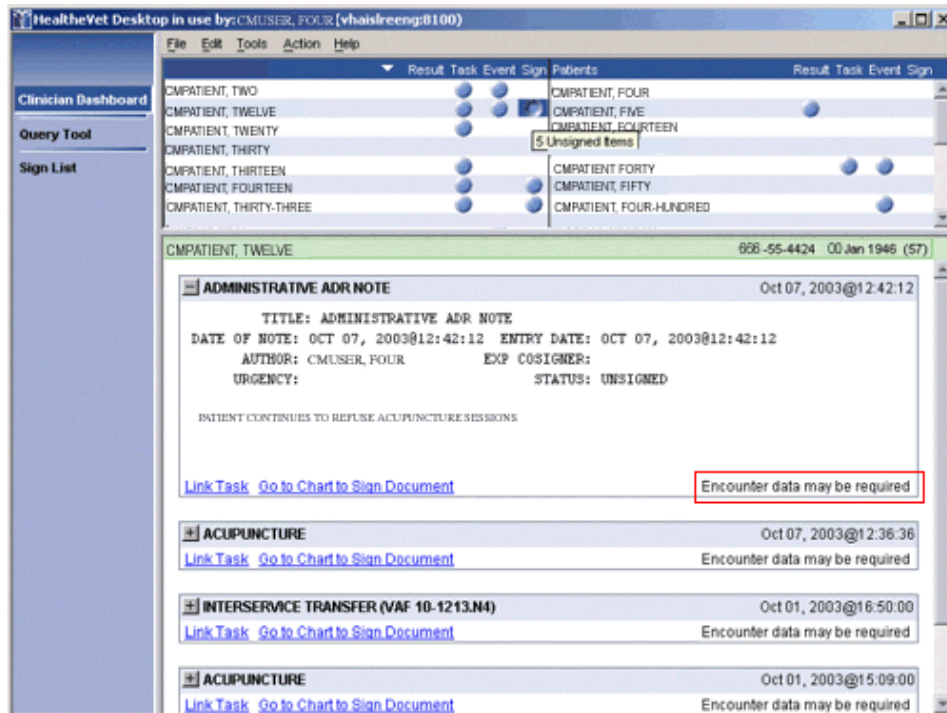 HealtheVet Desktop in use by: CMUSER, FOUR (vhaislreeng:8100)
File Edit Tools Action Help
Result Task Event Sign Patients Result Task Event Sign
Clinician Dashboard
Query Tool
Sign List
CMPATIENT, TWO CMPATIENT, FOUR
CMPATIENT, TWELVE CMPATIENT, FIVE
CMPATIENT, TWENTY CMPATIENT, FOURTEEN
5 Unsigned Items
CMPATIENT, THIRTY
CMPATIENT, THIRTEEN CMPATIENT FORTY
CMPATIENT, FOURTEEN CMPATIENT, FIFTY
CMPATIENT, THIRTY-THREE CMPATIENT, FOUR-HUNDRED
CMPATIENT, TWELVE 666-55-4424 00 Jan 1946 (57)
ADMINISTRATIVE ADR NOTE Oct 07, 2003@12:42:12
TITLE: ADMINISTRATIVE ADR NOTE
DATE OF NOTE: OCT 07, 2003@12:42:12 ENTRY DATE: OCT 07, 2003@12:42:12
AUTHOR: CMUSER, FOUR EXP COSIGNER:
URGENCY: STATUS: UNSIGNED
PATIENT CONTINUES TO REFUSE ACUPUNCTURE SESSIONS
Link Task Go to Chart to Sign Document Encounter data may be required
ACUPUNCTURE Oct 07, 2003@12:36:36
Link Task Go to Chart to Sign Document Encounter data may be required
INTERSERVICE TRANSFER (VAF 10-1213.N4) Oct 01, 2003@16:50:00
Link Task Go to Chart to Sign Document Encounter data may be required
ACUPUNCTURE Oct 01, 2003@15:09:00
Link Task Go to Chart to Sign Document Encounter data may be required